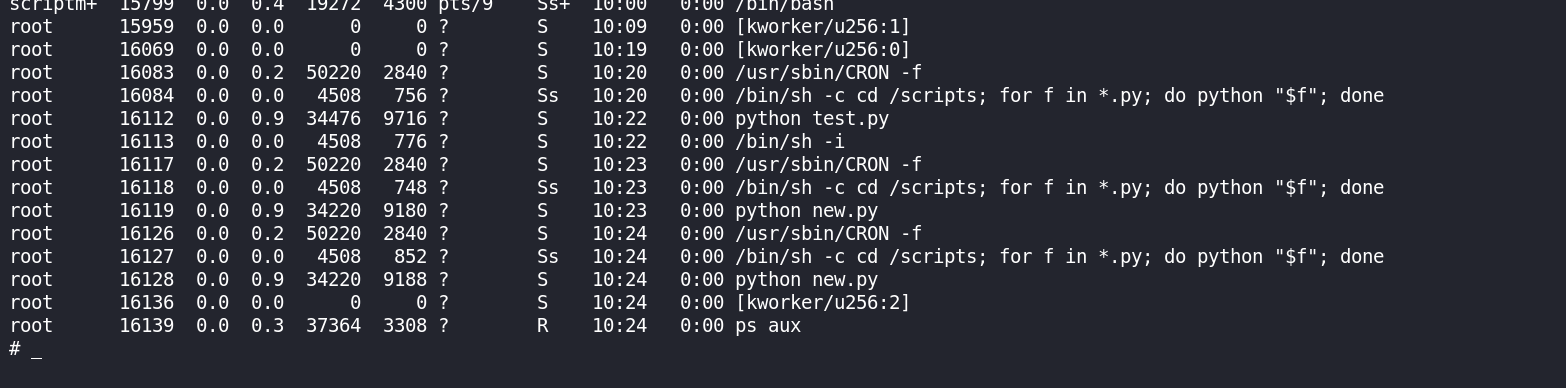 scriptm+  15799  0.0  0.4  19272  4300 pts/9    Ss+  10:00   0:00 /bin/bash
root      15959  0.0  0.0      0     0 ?        S    10:09   0:00 [kworker/u256:1]
root      16069  0.0  0.0      0     0 ?        S    10:19   0:00 [kworker/u256:0]
root      16083  0.0  0.2  50220  2840 ?        S    10:20   0:00 /usr/sbin/CRON -f
root      16084  0.0  0.0   4508   756 ?        Ss   10:20   0:00 /bin/sh -c cd /scripts; for f in *.py; do python "$f"; done
root      16112  0.0  0.9  34476  9716 ?        S    10:22   0:00 python test.py
root      16113  0.0  0.0   4508   776 ?        S    10:22   0:00 /bin/sh -i
root      16117  0.0  0.2  50220  2840 ?        S    10:23   0:00 /usr/sbin/CRON -f
root      16118  0.0  0.0   4508   748 ?        Ss   10:23   0:00 /bin/sh -c cd /scripts; for f in *.py; do python "$f"; done
root      16119  0.0  0.9  34220  9180 ?        S    10:23   0:00 python new.py
root      16126  0.0  0.2  50220  2840 ?        S    10:24   0:00 /usr/sbin/CRON -f
root      16127  0.0  0.0   4508   852 ?        Ss   10:24   0:00 /bin/sh -c cd /scripts; for f in *.py; do python "$f"; done
root      16128  0.0  0.9  34220  9188 ?        S    10:24   0:00 python new.py
root      16136  0.0  0.0      0     0 ?        S    10:24   0:00 [kworker/u256:2]
root      16139  0.0  0.3  37364  3308 ?        R    10:24   0:00 ps aux
# _